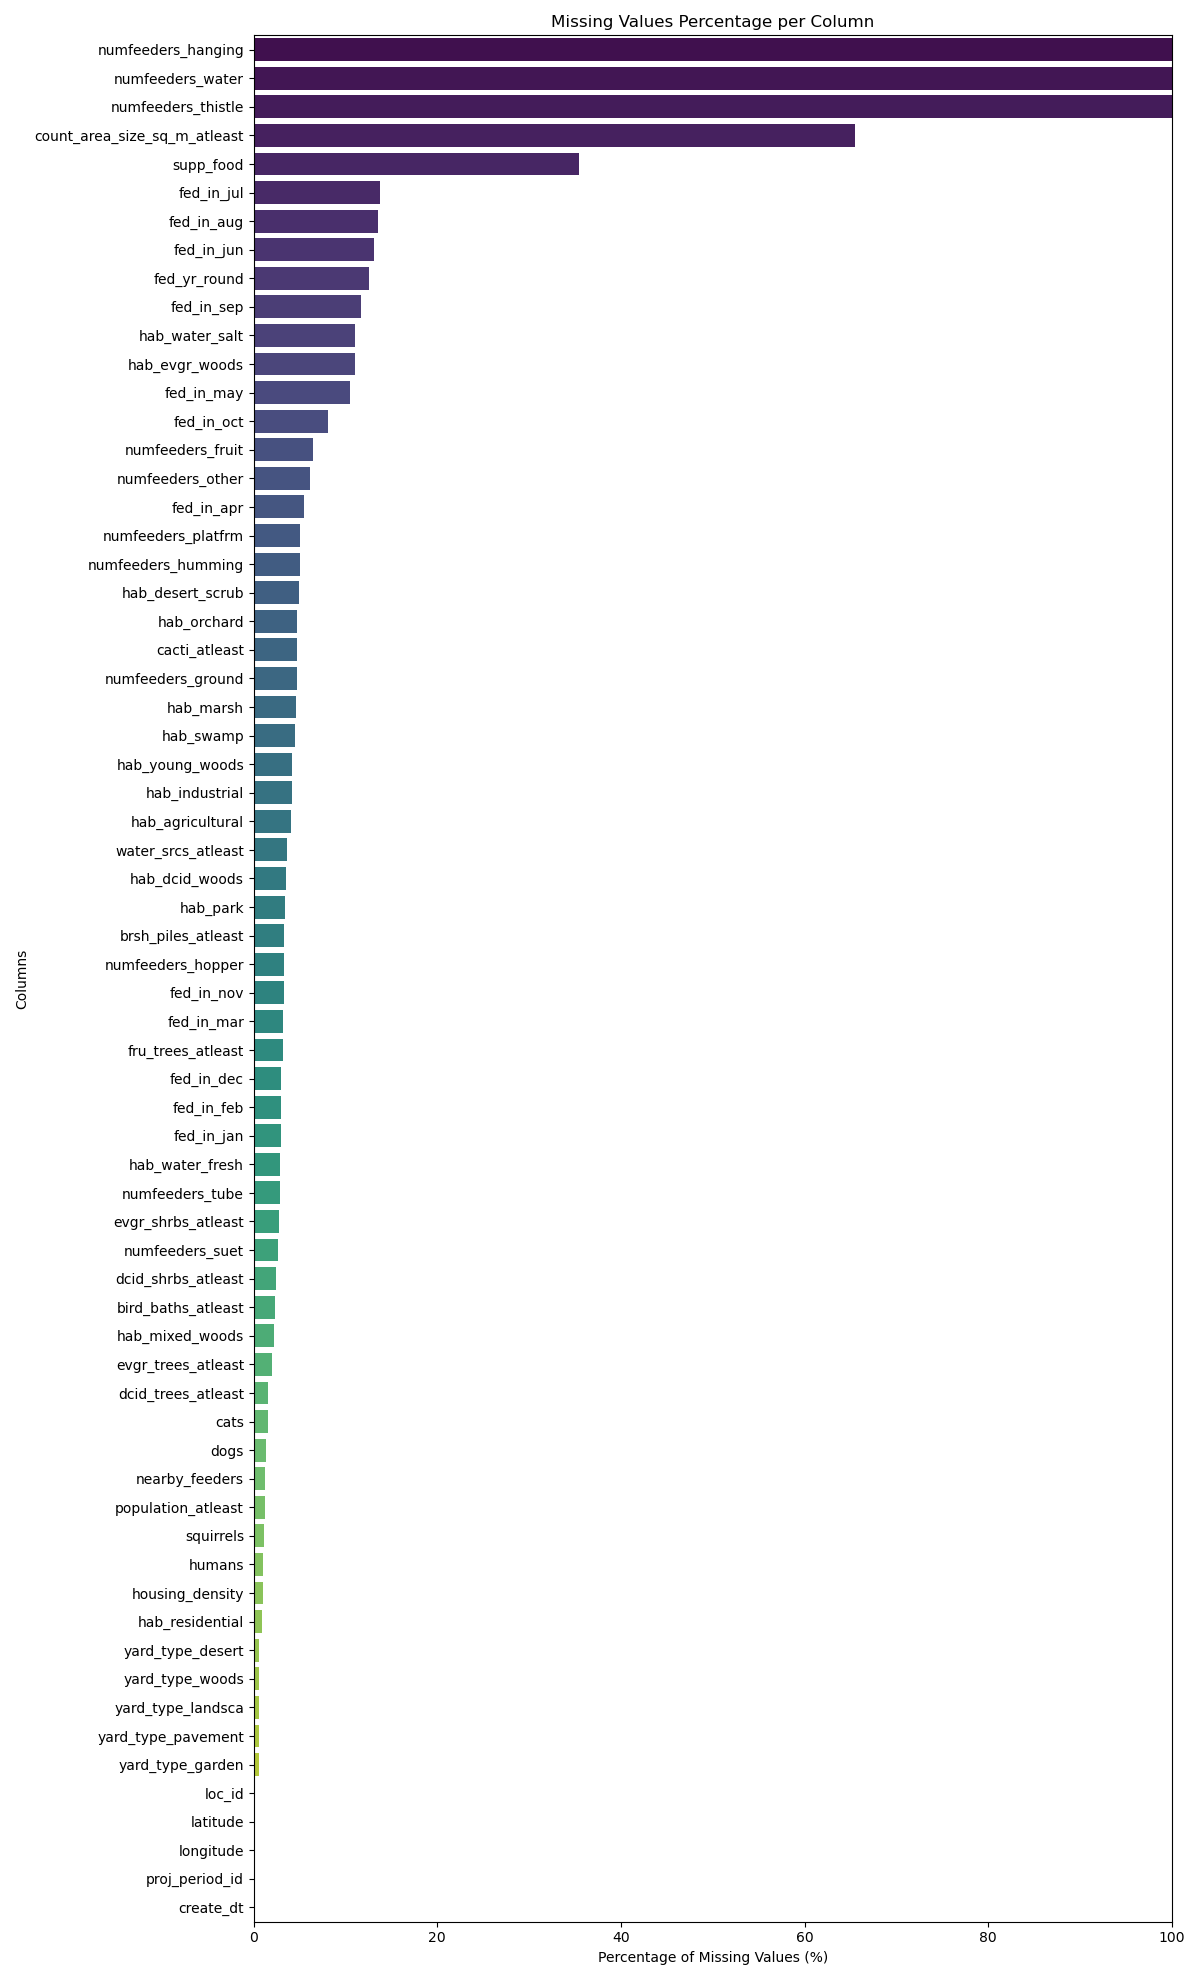 Missing Values Percentage per Column
numfeeders_hanging
numfeeders_water
numfeeders_thistle
count_area_size_sq_m_atleast
supp_food
fed_in_jul
fed_in_aug
fed_in_jun
fed_yr_round
fed_in_sep
hab_water_salt
hab_evgr_woods
fed_in_may
fed_in_oct
numfeeders_fruit
numfeeders_other
fed_in_apr
numfeeders_platfrm
numfeeders_humming
hab_desert_scrub
hab_orchard
cacti_atleast
numfeeders_ground
hab_marsh
hab_swamp
hab_young_woods
hab_industrial
hab_agricultural
water_srcs_atleast
hab_dcid_woods
hab_park
brsh_piles_atleast
numfeeders_hopper
fed_in_nov
fed_in_mar
fru_trees_atleast
fed_in_dec
fed_in_feb
fed_in_jan
hab_water_fresh
numfeeders_tube
evgr_shrbs_atleast
numfeeders_suet
dcid_shrbs_atleast
bird_baths_atleast
hab_mixed_woods
evgr_trees_atleast
dcid_trees_atleast
cats
dogs
nearby_feeders
population_atleast
squirrels
humans
housing_density
hab_residential
yard_type_desert
yard_type_woods
yard_type_landsca
yard_type_pavement
yard_type_garden
loc_id
latitude
longitude
proj_period_id
create_dt
Columns
0 20 40 60 80 100
Percentage of Missing Values (%)